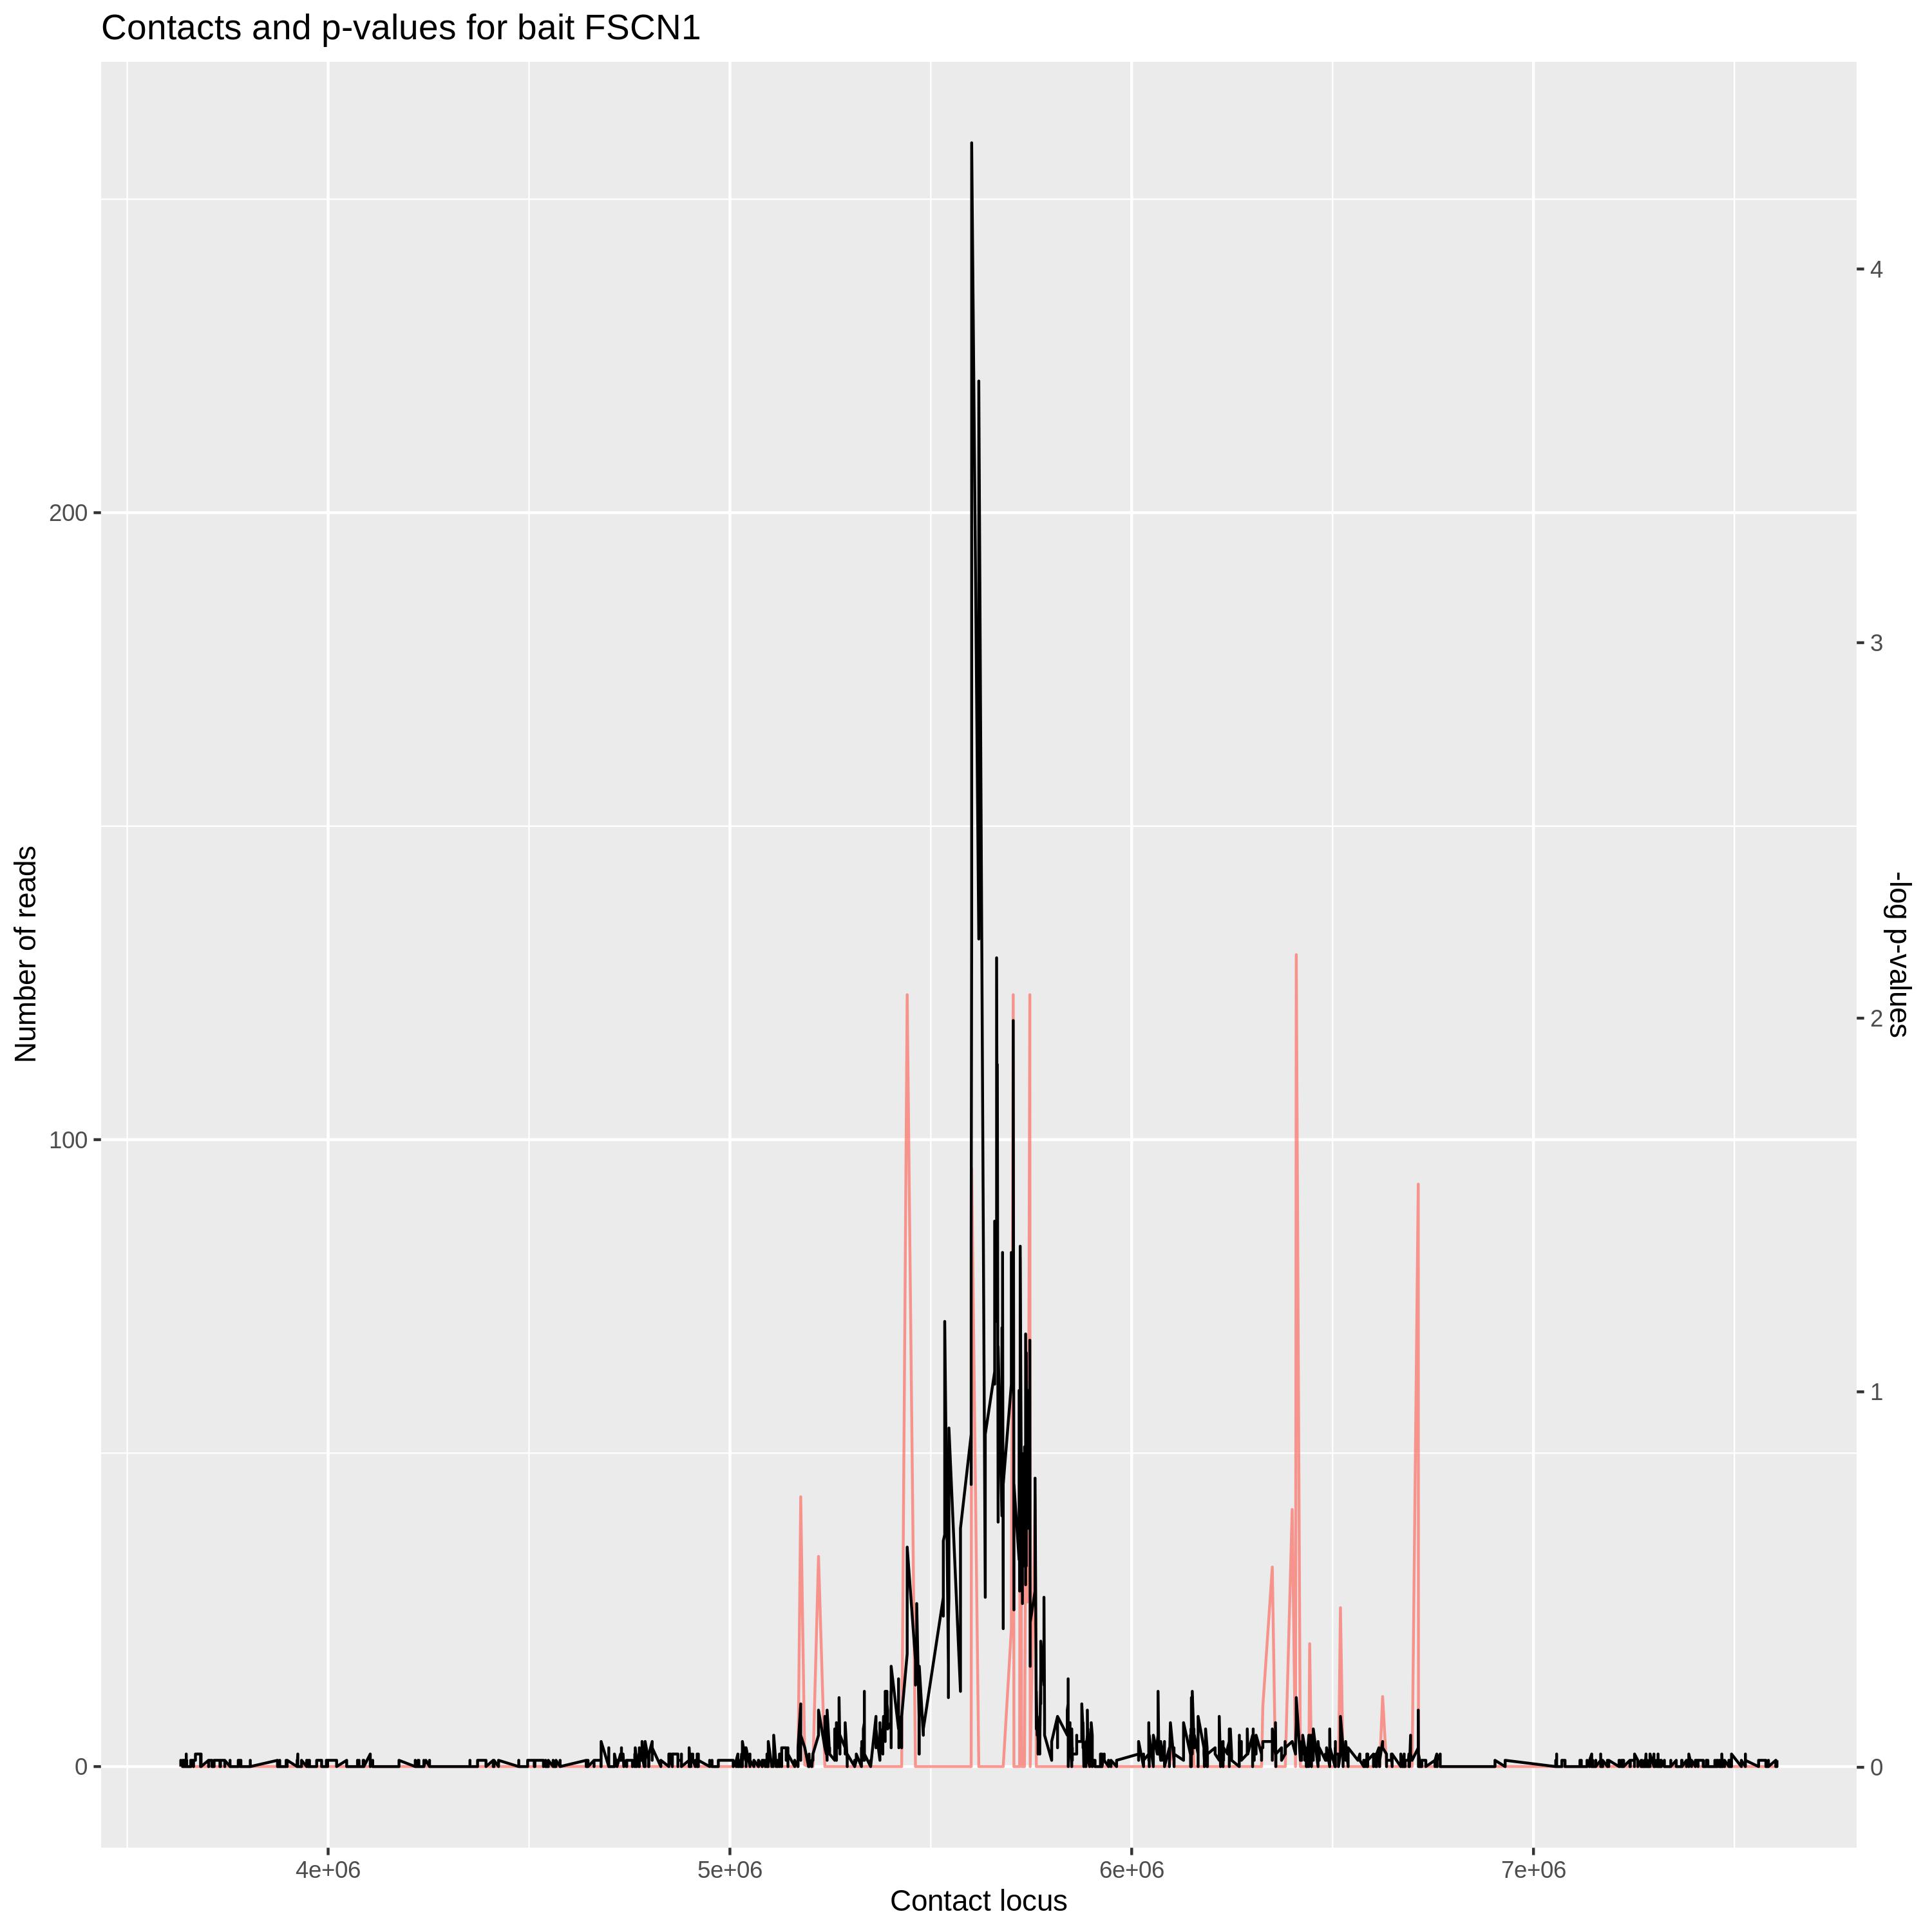 Contacts and p-values for bait FSCN1
Number of reads
200
100
0
4
3
2
1
0
-log p-values
4e+06
5e+06
6e+06
7e+06
Contact locus